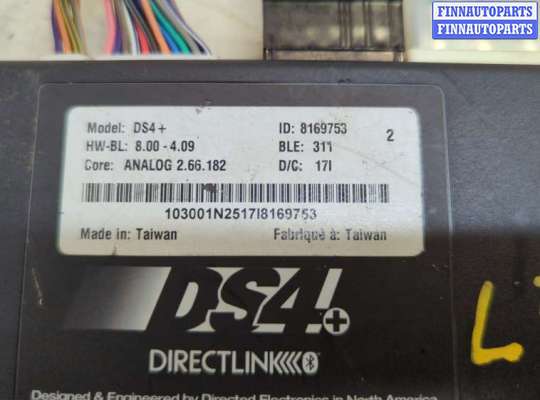 FINNAUTOPARTS
FINNAUTOPARTS
Model: DS4+ ID: 8169753 2
HW-BL: 8.00 - 4.09 BLE: 311
Core: ANALOG 2.66.182 D/C: 17I
103001N2517I8169753
Made in: Taiwan Fabriqué à: Taiwan
DS4+
DIRECTLINK
Designed & Engineered by Directed Electronics in North America
L